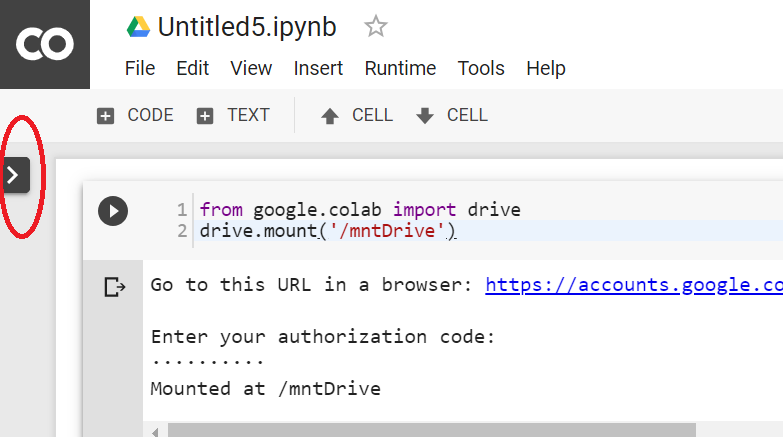 CO
Untitled5.ipynb
File Edit View Insert Runtime Tools Help
CODE TEXT CELL CELL
1 from google.colab import drive
2 drive.mount('/mntDrive')
Go to this URL in a browser: https://accounts.google.co
Enter your authorization code:
··········
Mounted at /mntDrive